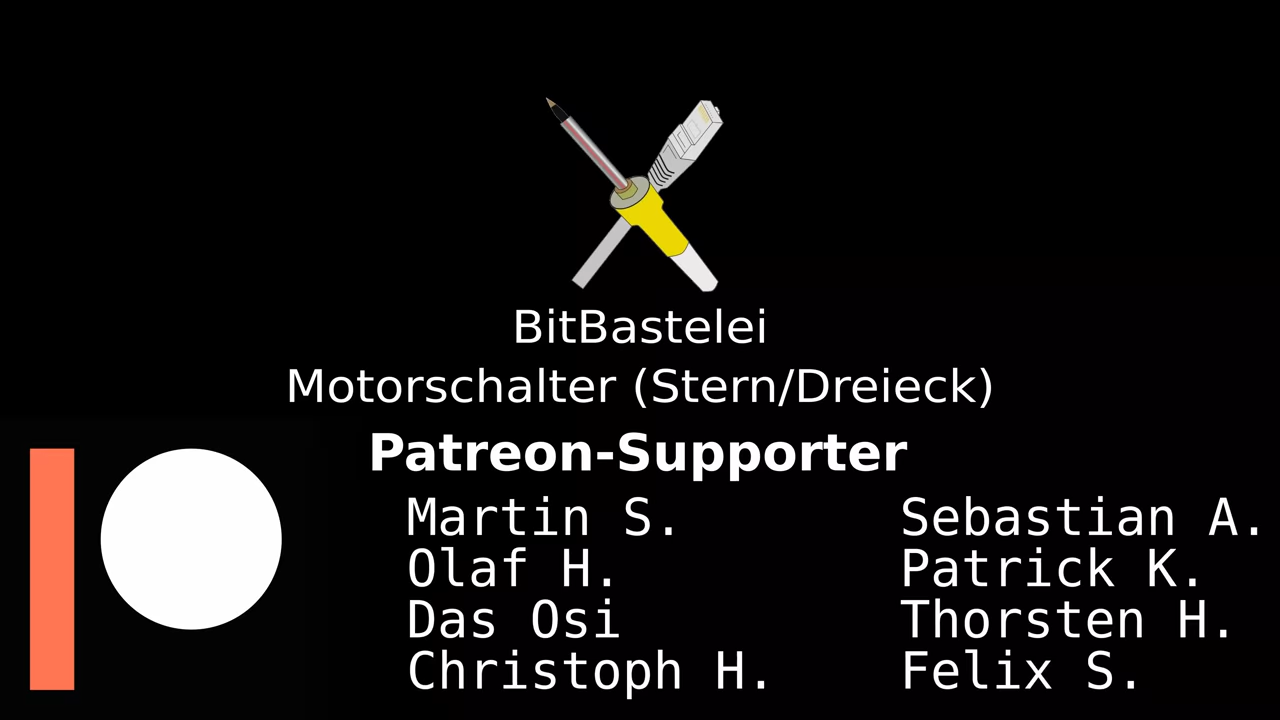 BitBastelei
Motorschalter (Stern/Dreieck)
Patreon-Supporter
Martin S.
Olaf H.
Das Osi
Christoph H.
Sebastian A.
Patrick K.
Thorsten H.
Felix S.